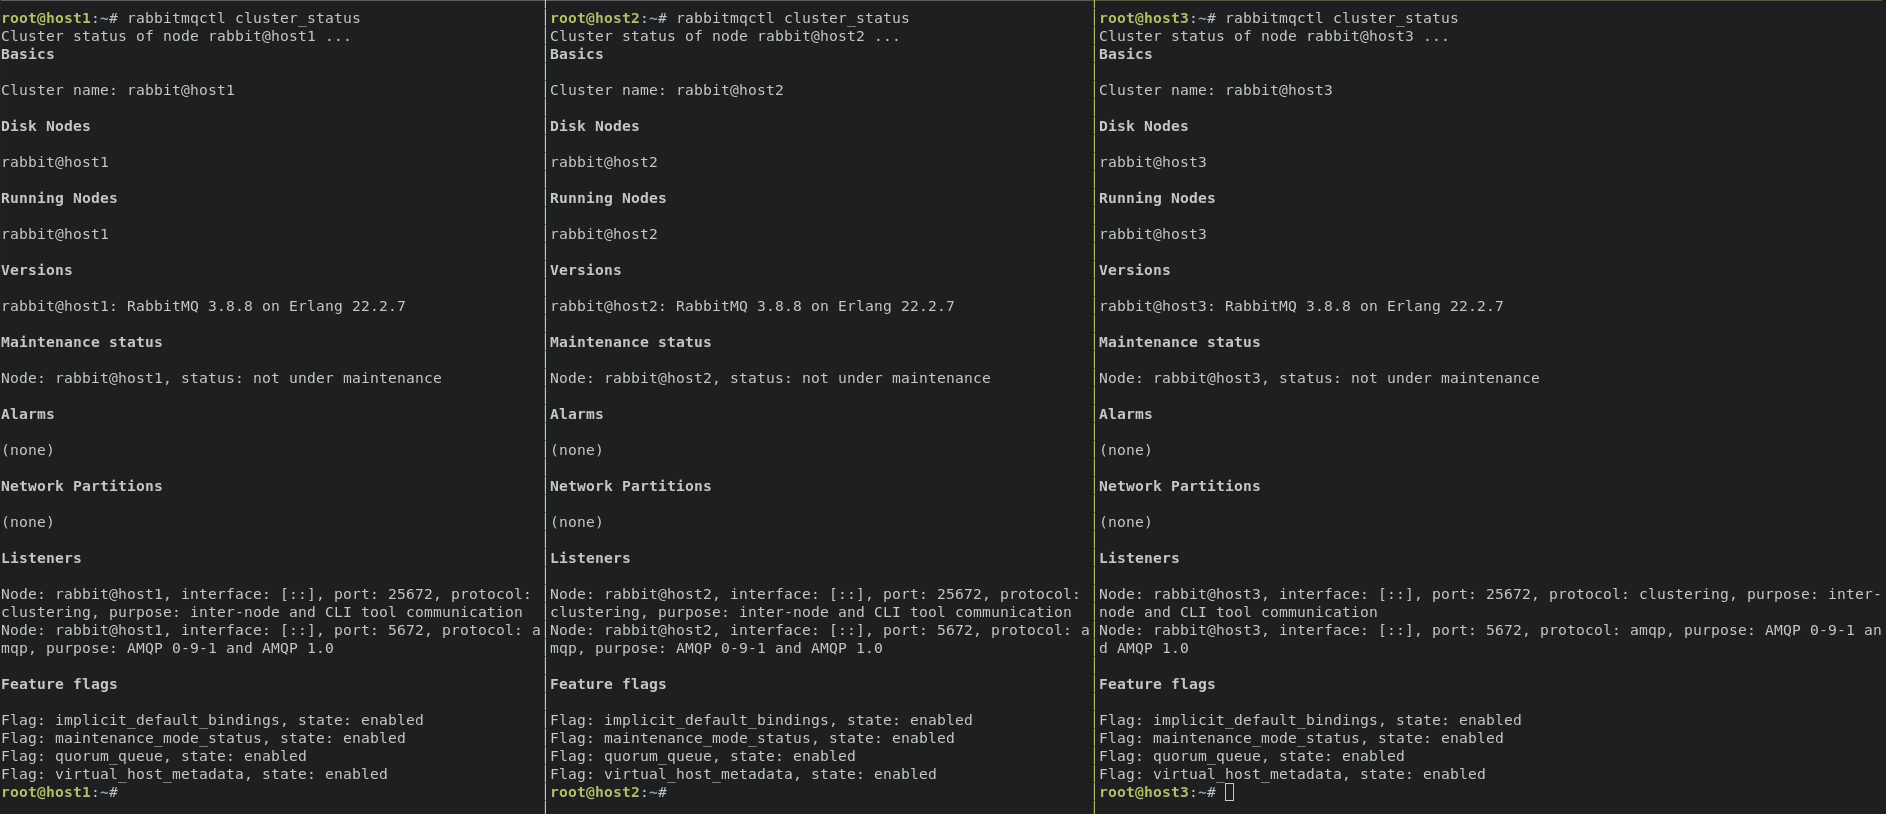 root@host1:~# rabbitmqctl cluster_status
Cluster status of node rabbit@host1 ...
Basics
Cluster name: rabbit@host1
Disk Nodes
rabbit@host1
Running Nodes
rabbit@host1
Versions
rabbit@host1: RabbitMQ 3.8.8 on Erlang 22.2.7
Maintenance status
Node: rabbit@host1, status: not under maintenance
Alarms
(none)
Network Partitions
(none)
Listeners
Node: rabbit@host1, interface: [::], port: 25672, protocol:
clustering, purpose: inter-node and CLI tool communication
Node: rabbit@host1, interface: [::], port: 5672, protocol: a
mqp, purpose: AMQP 0-9-1 and AMQP 1.0
Feature flags
Flag: implicit_default_bindings, state: enabled
Flag: maintenance_mode_status, state: enabled
Flag: quorum_queue, state: enabled
Flag: virtual_host_metadata, state: enabled
root@host1:~#
root@host2:~# rabbitmqctl cluster_status
Cluster status of node rabbit@host2 ...
Basics
Cluster name: rabbit@host2
Disk Nodes
rabbit@host2
Running Nodes
rabbit@host2
Versions
rabbit@host2: RabbitMQ 3.8.8 on Erlang 22.2.7
Maintenance status
Node: rabbit@host2, status: not under maintenance
Alarms
(none)
Network Partitions
(none)
Listeners
Node: rabbit@host2, interface: [::], port: 25672, protocol:
clustering, purpose: inter-node and CLI tool communication
Node: rabbit@host2, interface: [::], port: 5672, protocol: a
mqp, purpose: AMQP 0-9-1 and AMQP 1.0
Feature flags
Flag: implicit_default_bindings, state: enabled
Flag: maintenance_mode_status, state: enabled
Flag: quorum_queue, state: enabled
Flag: virtual_host_metadata, state: enabled
root@host2:~#
root@host3:~# rabbitmqctl cluster_status
Cluster status of node rabbit@host3 ...
Basics
Cluster name: rabbit@host3
Disk Nodes
rabbit@host3
Running Nodes
rabbit@host3
Versions
rabbit@host3: RabbitMQ 3.8.8 on Erlang 22.2.7
Maintenance status
Node: rabbit@host3, status: not under maintenance
Alarms
(none)
Network Partitions
(none)
Listeners
Node: rabbit@host3, interface: [::], port: 25672, protocol: clustering, purpose: inter-
node and CLI tool communication
Node: rabbit@host3, interface: [::], port: 5672, protocol: amqp, purpose: AMQP 0-9-1 an
d AMQP 1.0
Feature flags
Flag: implicit_default_bindings, state: enabled
Flag: maintenance_mode_status, state: enabled
Flag: quorum_queue, state: enabled
Flag: virtual_host_metadata, state: enabled
root@host3:~#